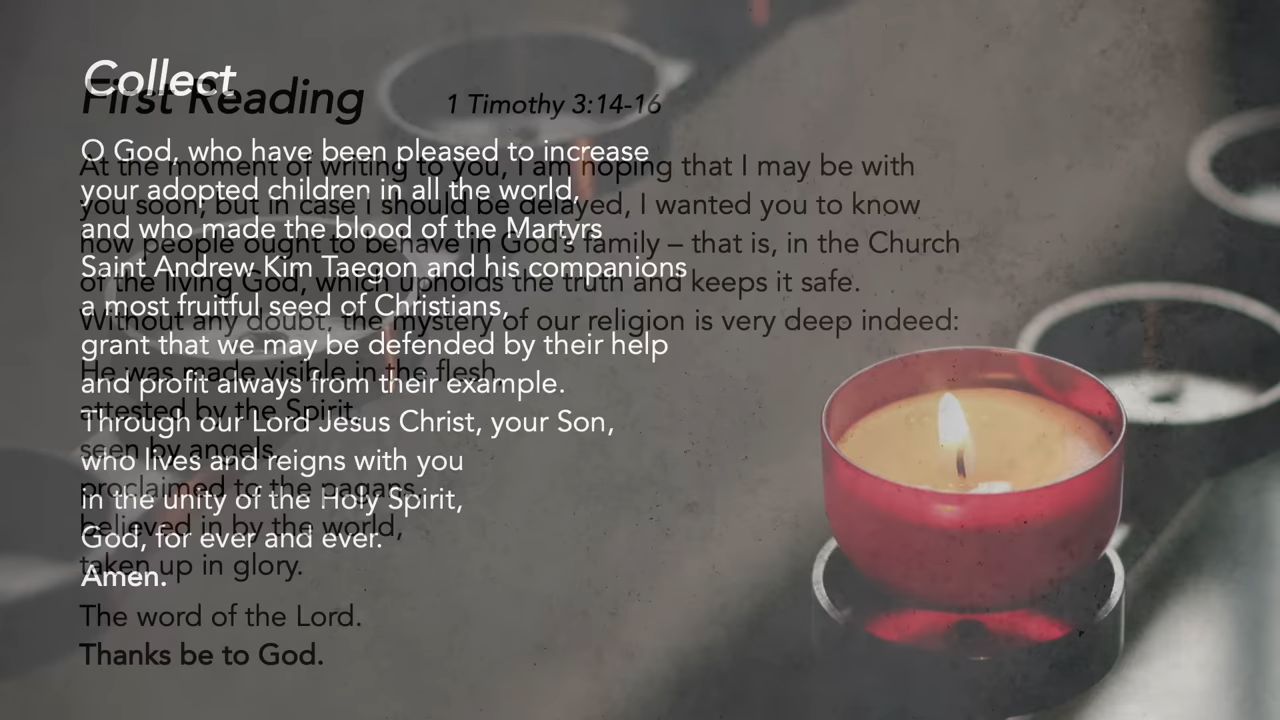 Collect
O God, who have been pleased to increase
your adopted children in all the world,
and who made the blood of the Martyrs
Saint Andrew Kim Taegon and his companions
a most fruitful seed of Christians,
grant that we may be defended by their help
and profit always from their example.
Through our Lord Jesus Christ, your Son,
who lives and reigns with you
in the unity of the Holy Spirit,
God, for ever and ever.
Amen.
First Reading 1 Timothy 3:14-16
At the moment of writing to you, I am hoping that I may be with
you soon; but in case I should be delayed, I wanted you to know
how people ought to behave in God's family – that is, in the Church
of the living God, which upholds the truth and keeps it safe.
Without any doubt, the mystery of our religion is very deep indeed:
He was made visible in the flesh,
attested by the Spirit,
seen by angels,
proclaimed to the pagans,
believed in by the world,
taken up in glory.
The word of the Lord.
Thanks be to God.